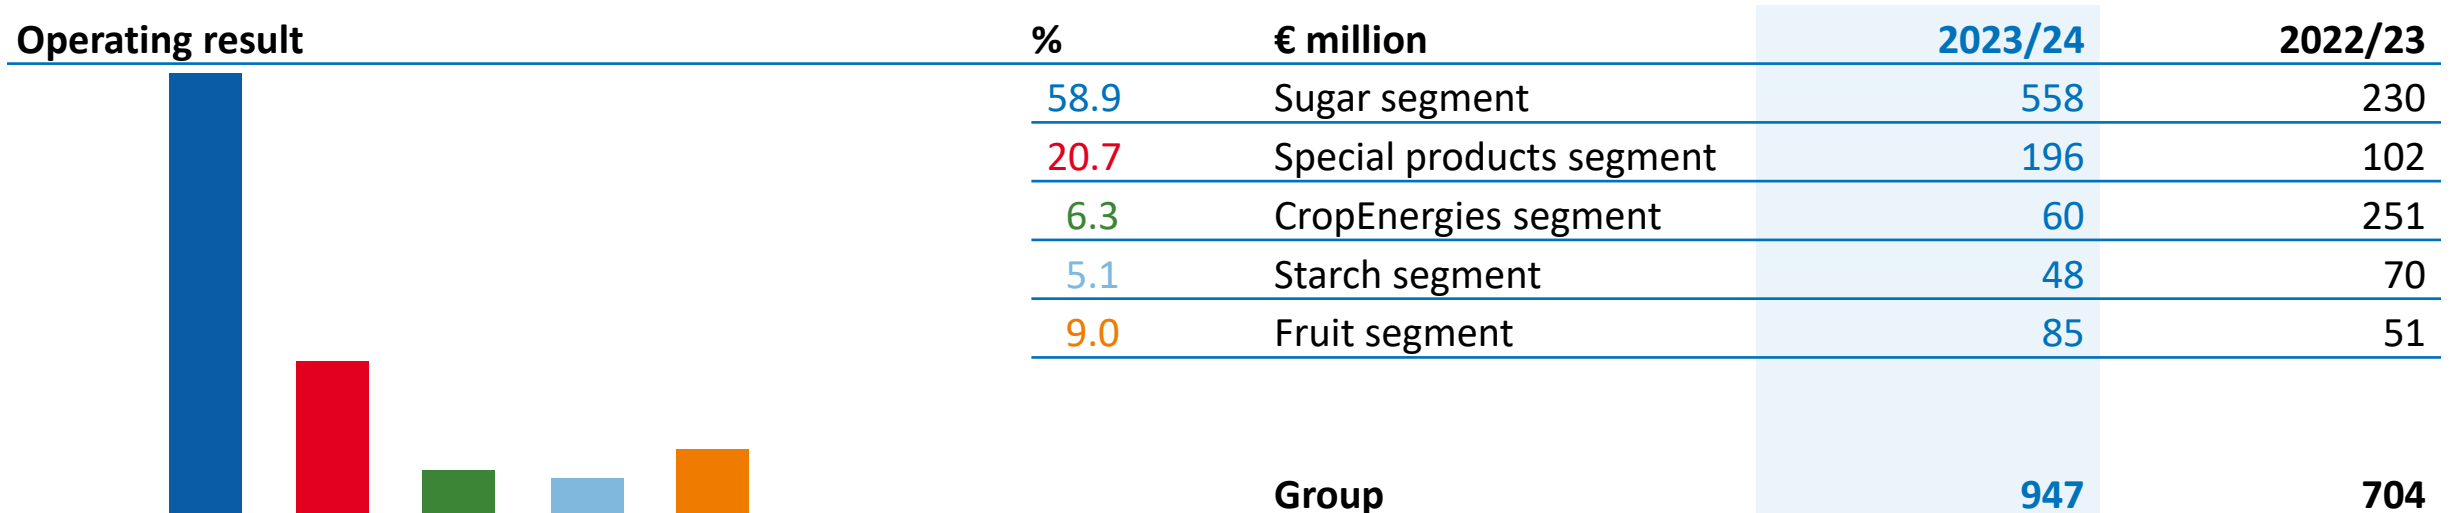 Operating result % € million 2023/24 2022/23
58.9 Sugar segment 558 230
20.7 Special products segment 196 102
6.3 CropEnergies segment 60 251
5.1 Starch segment 48 70
9.0 Fruit segment 85 51
Group 947 704